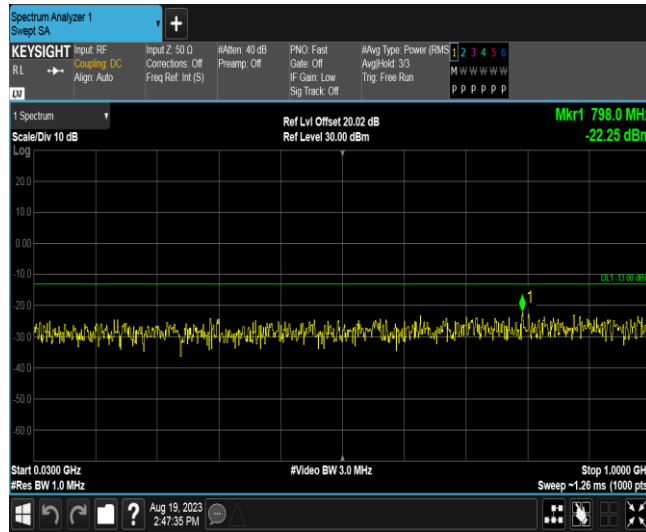 Spectrum Analyzer 1
Swept SA
+
KEYSIGHT Input: RF Input Z: 50 Ω #Atten: 40 dB PNO: Fast #Avg Type: Power (RMS 1 2 3 4 5 6
RL Coupling: DC Corrections: Off Preamp: Off Gate: Off Avg|Hold: 3/3 M W W W W W
Align: Auto Freq Ref: Int (S) IF Gain: Low Trig: Free Run
LXI Sig Track: Off P P P P P P
1 Spectrum
Ref Lvl Offset 20.02 dB Mkr1 798.0 MHz
Scale/Div 10 dB Ref Level 30.00 dBm -22.25 dBm
Log
20.0
10.0
0.00
-10.0
DL1 -13.00 dBm
1
-20.0
-30.0
-40.0
-50.0
-60.0
Start 0.0300 GHz #Video BW 3.0 MHz Stop 1.0000 GHz
#Res BW 1.0 MHz Sweep ~1.26 ms (1000 pts
?
Aug 19, 2023
2:47:35 PM